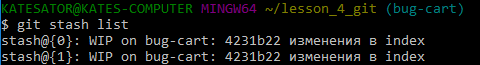 KATESATOR@KATES-COMPUTER MINGW64 ~/lesson_4_git (bug-cart)
$ git stash list
stash@{0}: WIP on bug-cart: 4231b22 изменения в index
stash@{1}: WIP on bug-cart: 4231b22 изменения в index